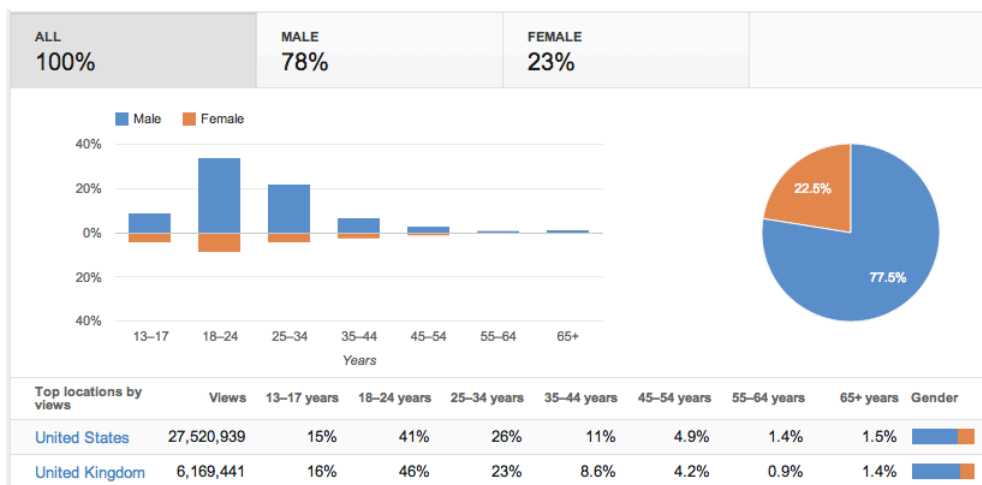 ALL MALE FEMALE
100% 78% 23%
Male Female
40%
20%
0%
20%
40%
22.5%
77.5%
13–17 18–24 25–34 35–44 45–54 55–64 65+
Years
Top locations by views Views 13–17 years 18–24 years 25–34 years 35–44 years 45–54 years 55–64 years 65+ years Gender
United States 27,520,939 15% 41% 26% 11% 4.9% 1.4% 1.5%
United Kingdom 6,169,441 16% 46% 23% 8.6% 4.2% 0.9% 1.4%